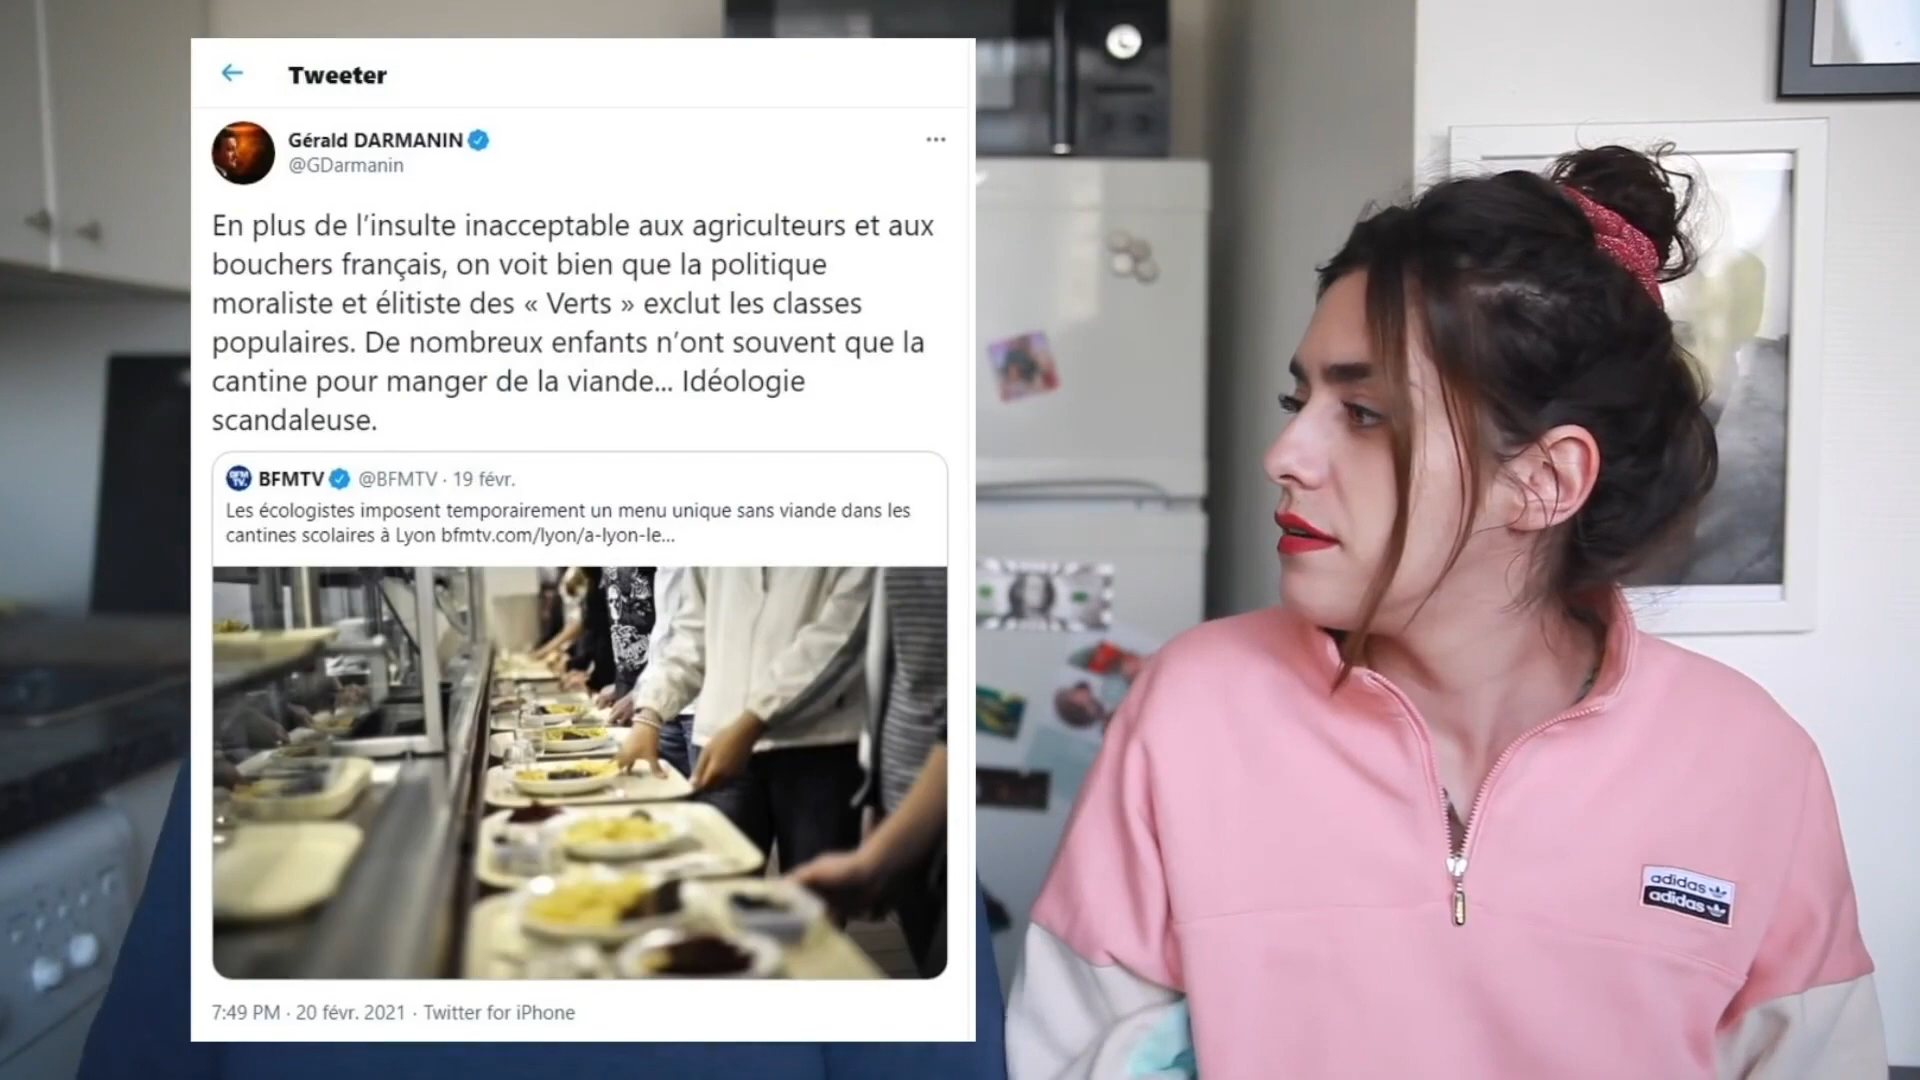 Tweeter
Gérald DARMANIN
@GDarmanin
En plus de l’insulte inacceptable aux agriculteurs et aux
bouchers français, on voit bien que la politique
moraliste et élitiste des « Verts » exclut les classes
populaires. De nombreux enfants n’ont souvent que la
cantine pour manger de la viande... Idéologie
scandaleuse.
BFM
TV.
BFMTV @BFMTV · 19 févr.
Les écologistes imposent temporairement un menu unique sans viande dans les
cantines scolaires à Lyon bfmtv.com/lyon/a-lyon-le...
7:49 PM · 20 févr. 2021 · Twitter for iPhone
adidas
adidas